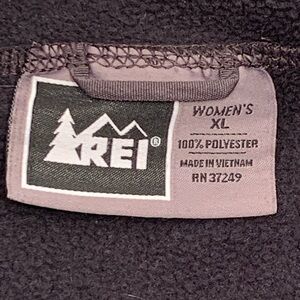 REI®
WOMEN'S
XL
100% POLYESTER
MADE IN VIETNAM
RN 37249